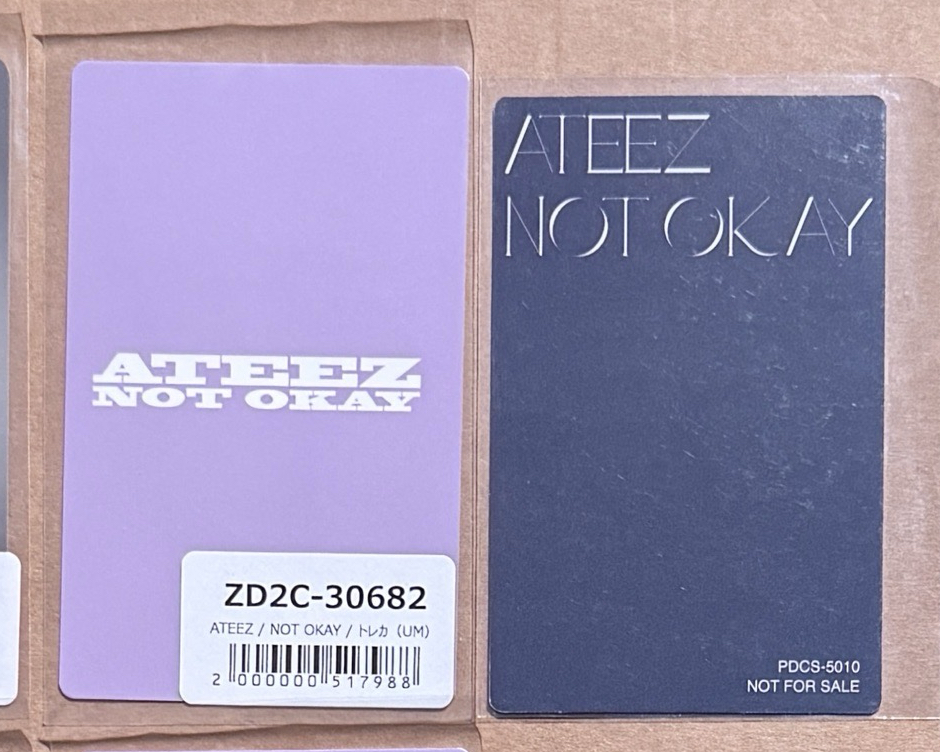 ATEEZ
NOT OKAY
ZD2C-30682
ATEEZ / NOT OKAY / トレカ（UM）
2 000000 517988
ATEEZ
NOT OKAY
PDCS-5010
NOT FOR SALE